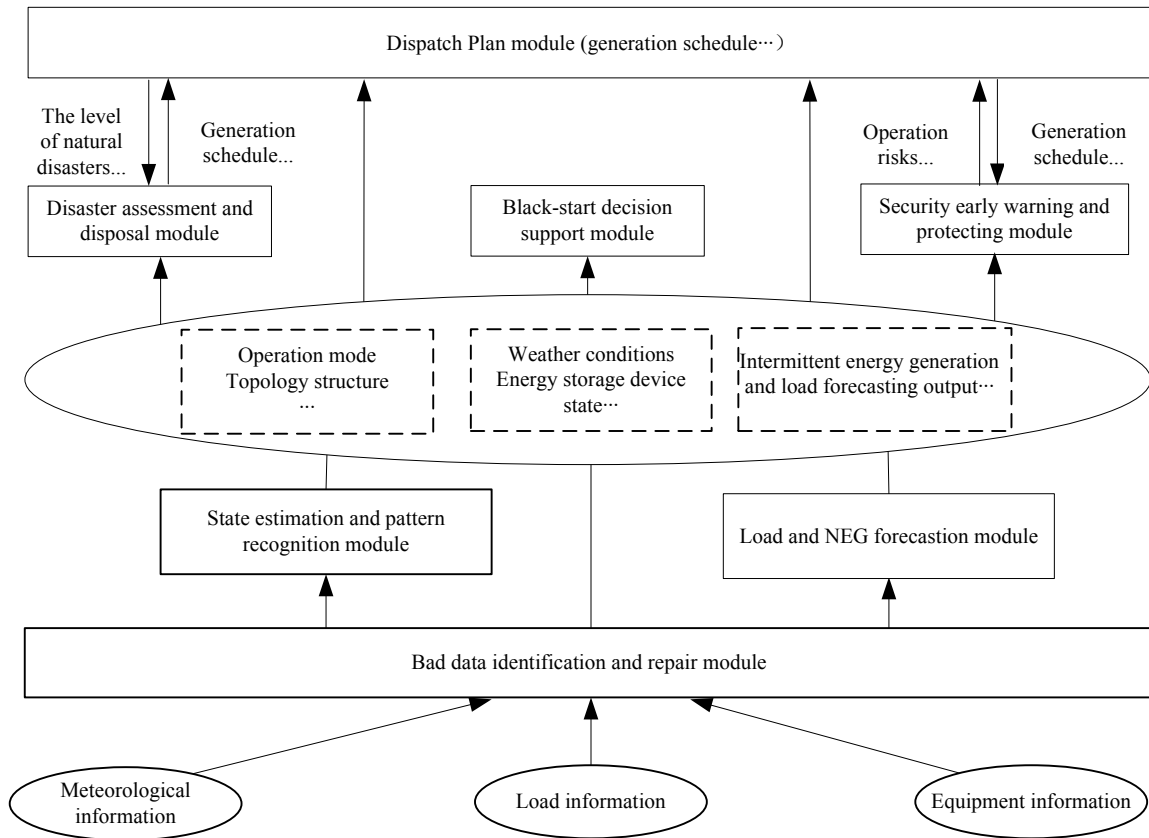 Dispatch Plan module (generation schedule⋯)
The level
of natural
disasters...
Generation
schedule...
Operation
risks...
Generation
schedule...
Disaster assessment and
disposal module
Black-start decision
support module
Security early warning and
protecting module
Operation mode
Topology structure
⋯
Weather conditions
Energy storage device
state⋯
Intermittent energy generation
and load forecasting output⋯
State estimation and pattern
recognition module
Load and NEG forecastion module
Bad data identification and repair module
Meteorological
information
Load information
Equipment information